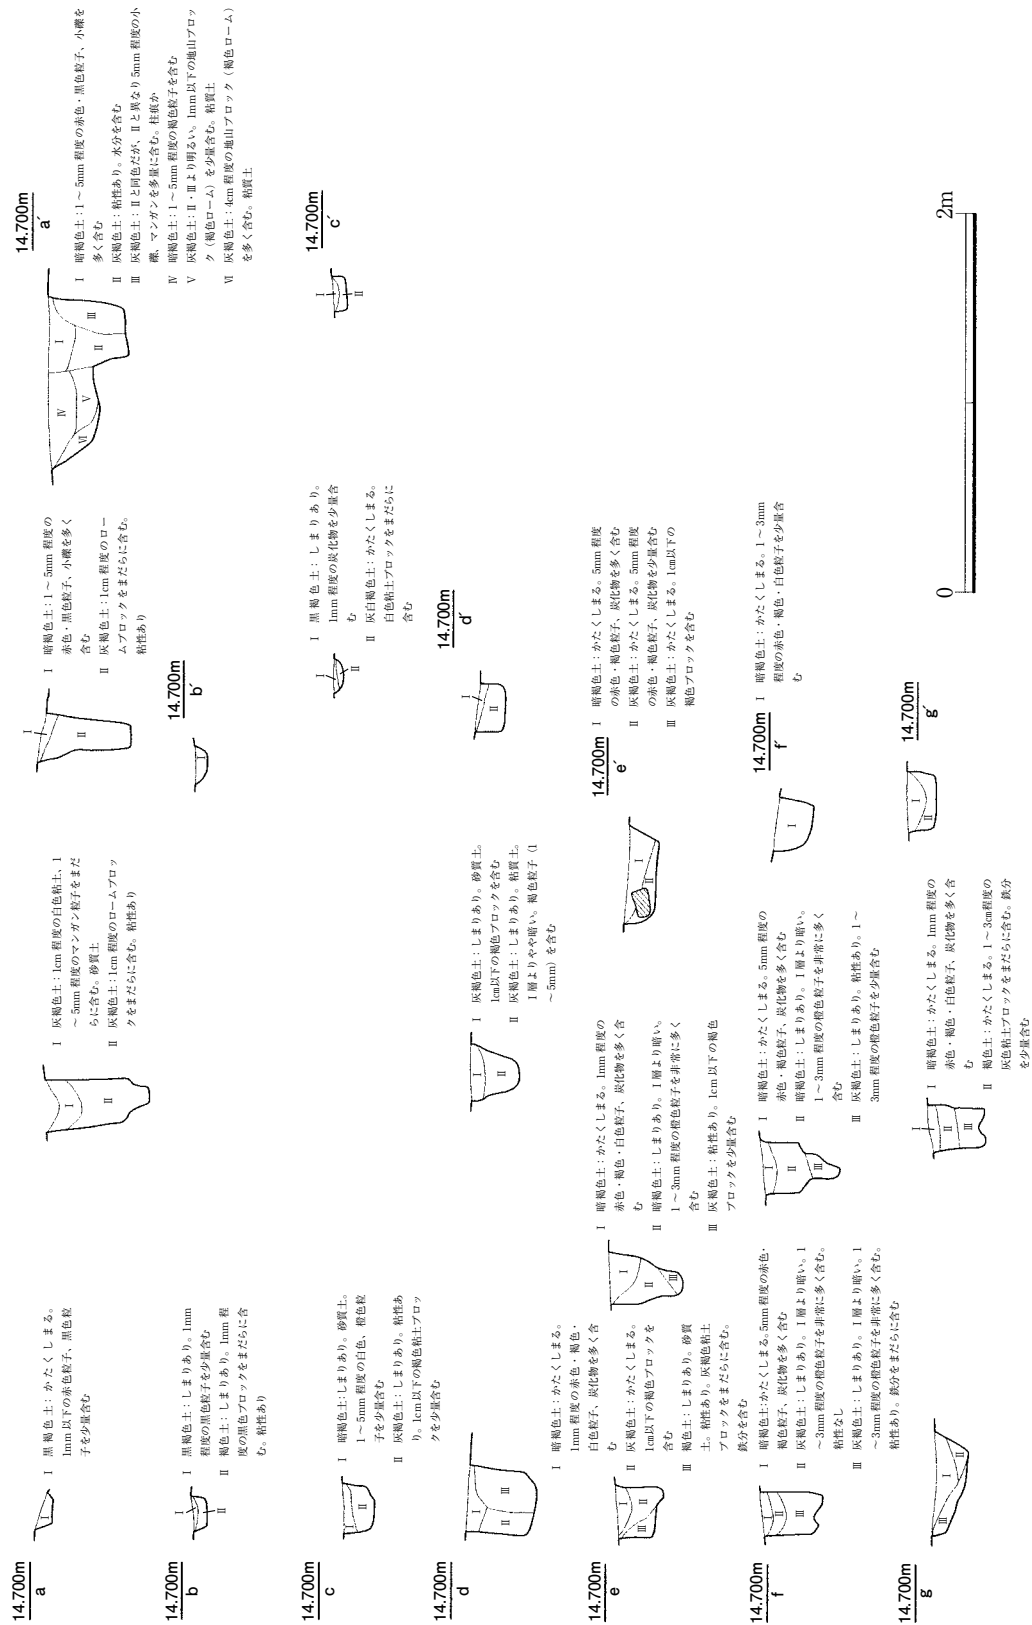 14.700m
a
Ⅰ
Ⅰ 黒褐色土：かたくしまる。
1mm以下の赤色粒子、黒色粒
子を少量含む
Ⅰ
Ⅱ
Ⅰ 灰褐色土：1cm程度の白色粘土、1
～5mm程度のマンガン粒子をまだ
らに含む。砂質土
Ⅱ 灰褐色土：1cm程度のロームブロッ
クをまだらに含む。粘性あり
Ⅰ
Ⅱ
Ⅰ 暗褐色土：1～5mm程度の
赤色・黒色粒子、小礫を多く
含む
Ⅱ 灰褐色土：1cm程度のロー
ムブロックをまだらに含む。
粘性あり
Ⅵ
Ⅳ
Ⅴ
Ⅰ
Ⅱ
Ⅲ
14.700m
a´
Ⅰ 暗褐色土：1～5mm程度の赤色・黒色粒子、小礫を
多く含む
Ⅱ 灰褐色土：粘性あり。水分を含む
Ⅲ 灰褐色土：Ⅱと同色だが、Ⅱと異なり5mm程度の小
礫、マンガンを多量に含む。柱痕か
Ⅳ 暗褐色土：1～5mm程度の褐色粒子を含む
Ⅴ 灰褐色土：Ⅱ・Ⅲより明るい。1mm以下の地山ブロッ
ク（褐色ローム）を少量含む。粘質土
Ⅵ 灰褐色土：4cm程度の地山ブロック（褐色ローム）
を多く含む。粘質土
14.700m
b
Ⅰ
Ⅱ
Ⅰ 黒褐色土：しまりあり。1mm
程度の黒色粒子を少量含む
Ⅱ 褐色土：しまりあり。1mm程
度の黒色ブロックをまだらに含
む。粘性あり
Ⅰ
14.700m
b´
14.700m
c
Ⅰ
Ⅱ
Ⅰ 暗褐色土：しまりあり。砂質土。
1～5mm程度の白色、橙色粒
子を少量含む
Ⅱ 灰褐色土：しまりあり。粘性あ
り。1cm以下の褐色粘土ブロッ
クを少量含む
Ⅰ
Ⅱ
Ⅰ 黒褐色土：しまりあり。
1mm程度の炭化物を少量含
む
Ⅱ 灰白褐色土：かたくしまる。
白色粘土ブロックをまだらに
含む
Ⅰ
Ⅱ
14.700m
c´
14.700m
d
Ⅰ
Ⅱ
Ⅲ
Ⅰ
Ⅱ
Ⅰ 灰褐色土：しまりあり。砂質土。
1cm以下の褐色ブロックを含む
Ⅱ 灰褐色土：しまりあり。粘質土。
Ⅰ層よりやや暗い。褐色粒子（1
～5mm）を含む
Ⅰ
Ⅱ
14.700m
d´
14.700m
e
Ⅰ
Ⅱ
Ⅲ
Ⅰ 暗褐色土：かたくしまる。
1mm程度の赤色・褐色・
白色粒子、炭化物を多く含
む
Ⅱ 灰褐色土：かたくしまる。
1cm以下の褐色ブロックを
含む
Ⅲ 褐色土：しまりあり。砂質
土。粘性あり。灰褐色粘土
ブロックをまだらに含む。
鉄分を含む
Ⅰ
Ⅱ
Ⅲ
Ⅰ 暗褐色土：かたくしまる。1mm程度の
赤色・褐色・白色粒子、炭化物を多く含
む
Ⅱ 暗褐色土：しまりあり。Ⅰ層より暗い。
1～3mm程度の橙色粒子を非常に多く
含む
Ⅲ 灰褐色土：粘性あり。1cm以下の褐色
ブロックを少量含む
Ⅰ
Ⅱ
14.700m
e´
Ⅰ 暗褐色土：かたくしまる。5mm程度
の赤色・褐色粒子、炭化物を多く含む
Ⅱ 灰褐色土：かたくしまる。5mm程度
の赤色・褐色粒子、炭化物を少量含む
Ⅲ 灰褐色土：かたくしまる。1cm以下の
褐色ブロックを含む
14.700m
f
Ⅰ
Ⅱ
Ⅲ
Ⅰ 暗褐色土：かたくしまる。5mm程度の赤色・
褐色粒子、炭化物を多く含む
Ⅱ 灰褐色土：しまりあり。Ⅰ層より暗い。1
～3mm程度の橙色粒子を非常に多く含む。
粘性なし
Ⅲ 灰褐色土：しまりあり。Ⅰ層より暗い。1
～3mm程度の橙色粒子を非常に多く含む。
粘性あり。鉄分をまだらに含む
Ⅰ
Ⅱ
Ⅲ
Ⅰ 暗褐色土：かたくしまる。5mm程度の
赤色・褐色粒子、炭化物を多く含む
Ⅱ 暗褐色土：しまりあり。Ⅰ層より暗い。
1～3mm程度の橙色粒子を非常に多く
含む
Ⅲ 灰褐色土：しまりあり。粘性あり。1～
3mm程度の橙色粒子を少量含む
Ⅰ
14.700m
f´
Ⅰ 暗褐色土：かたくしまる。1～3mm
程度の赤色・褐色・白色粒子を少量含
む
14.700m
g
Ⅲ
Ⅰ
Ⅱ
Ⅰ
Ⅱ
Ⅲ
Ⅰ 暗褐色土：かたくしまる。1mm程度の
赤色・褐色・白色粒子、炭化物を多く含
む
Ⅱ 褐色土：かたくしまる。1～3cm程度の
灰色粘土ブロックをまだらに含む。鉄分
を少量含む
Ⅱ
Ⅰ
14.700m
g´
0
2m